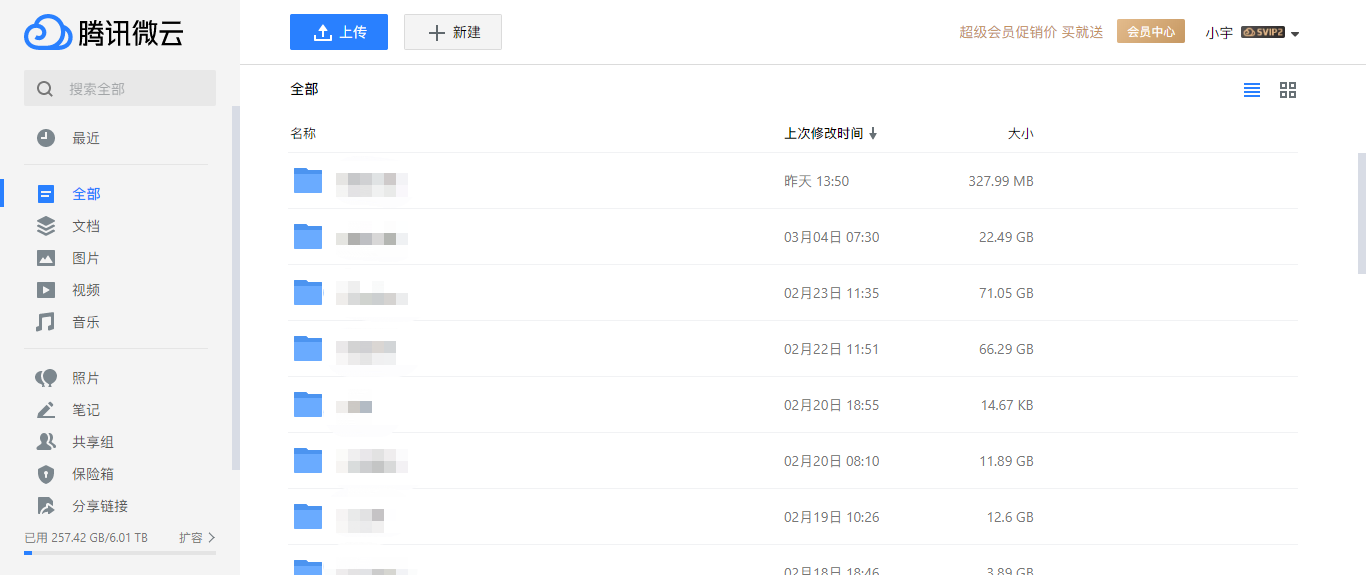 腾讯微云
上传
新建
超级会员促销价 买就送
会员中心
小宇
SVIP2
搜索全部
最近
全部
文档
图片
视频
音乐
照片
笔记
共享组
保险箱
分享链接
已用 257.42 GB/6.01 TB
扩容
全部
名称 上次修改时间 大小
昨天 13:50 327.99 MB
03月04日 07:30 22.49 GB
02月23日 11:35 71.05 GB
02月22日 11:51 66.29 GB
02月20日 18:55 14.67 KB
02月20日 08:10 11.89 GB
02月19日 10:26 12.6 GB
02月18日 18:46 3.89 GB